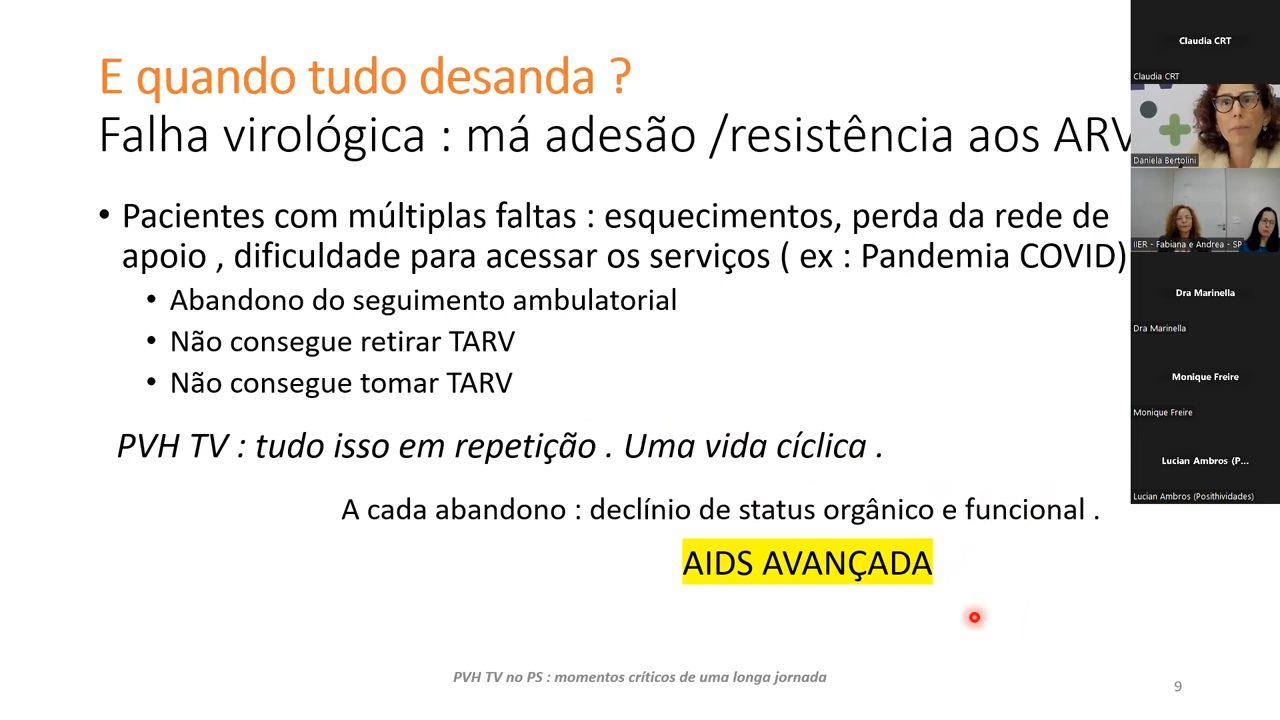 E quando tudo desanda ?
Falha virológica : má adesão /resistência aos ARV
• Pacientes com múltiplas faltas : esquecimentos, perda da rede de
apoio , dificuldade para acessar os serviços ( ex : Pandemia COVID)
• Abandono do seguimento ambulatorial
• Não consegue retirar TARV
• Não consegue tomar TARV
PVH TV : tudo isso em repetição . Uma vida cíclica .
A cada abandono : declínio de status orgânico e funcional .
AIDS AVANÇADA
PVH TV no PS : momentos críticos de uma longa jornada
9
Claudia CRT
Claudia CRT
Daniela Bertolini
IIER - Fabiana e Andrea - SP
Dra Marinella
Dra Marinella
Monique Freire
Monique Freire
Lucian Ambros (P...
Lucian Ambros (Posithividades)